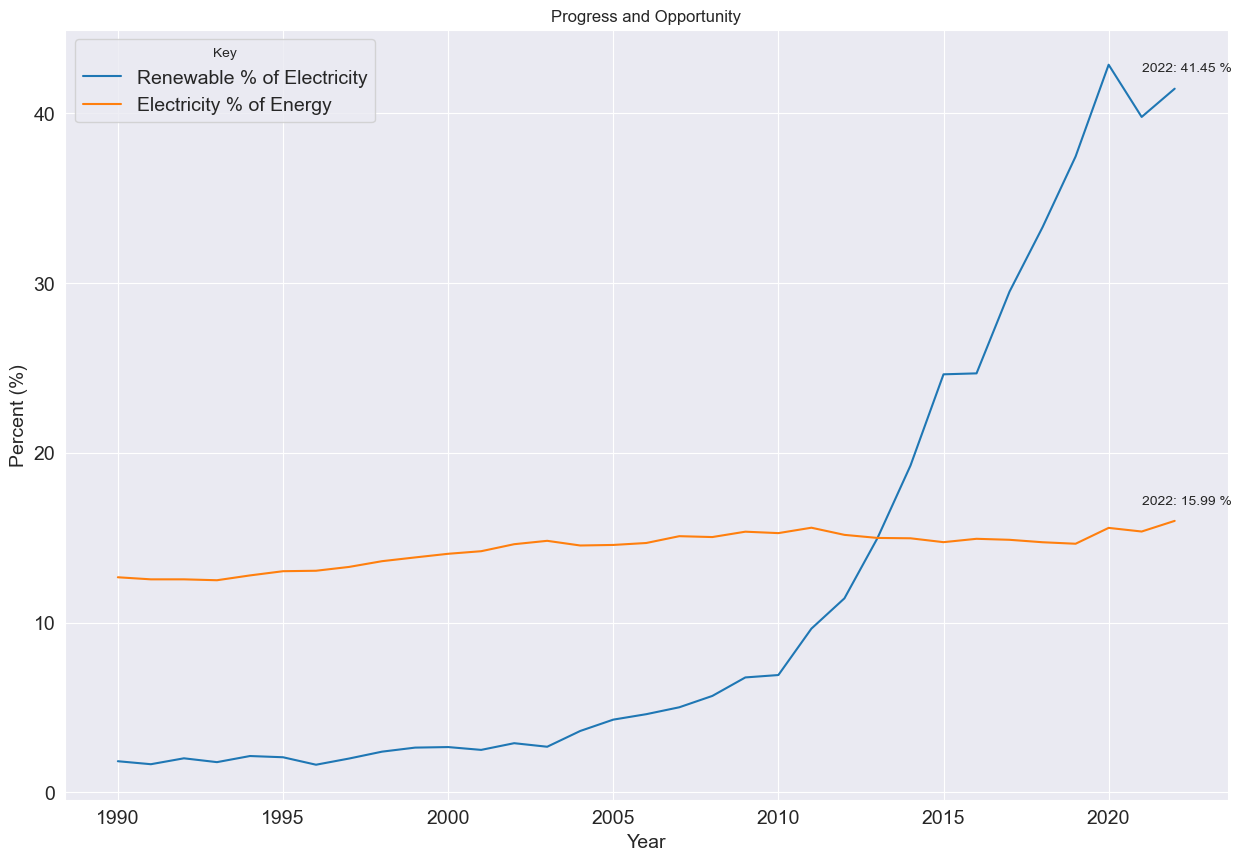 Progress and Opportunity
Key
Renewable % of Electricity
Electricity % of Energy
2022: 41.45 %
2022: 15.99 %
Percent (%)
40
30
20
10
0
1990 1995 2000 2005 2010 2015 2020
Year